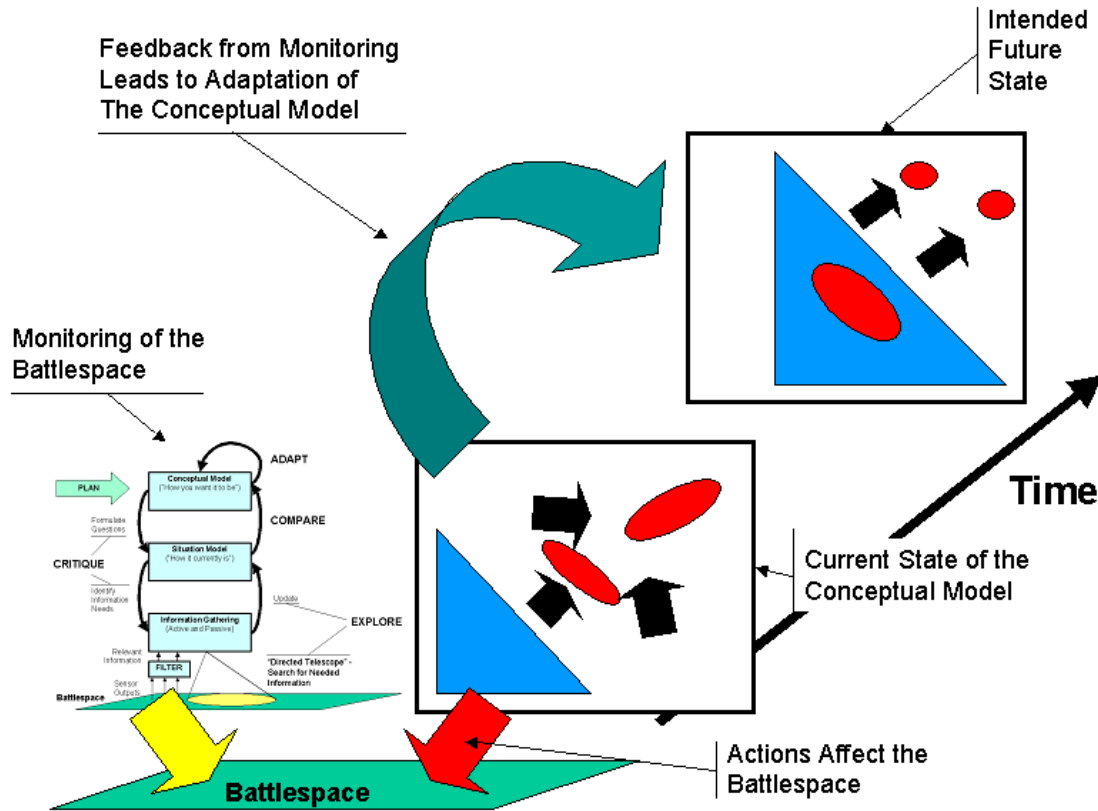 Feedback from Monitoring
Leads to Adaptation of
The Conceptual Model
Intended
Future
State
Monitoring of the
Battlespace
ADAPT
PLAN
Conceptual Model
("How you want it to be")
Formulate
Questions
COMPARE
CRITIQUE
Situation Model
("How it currently is")
Identify
Information
Needs
Update
EXPLORE
Information Gathering
(Active and Passive)
Relevant
Information
FILTER
"Directed Telescope" -
Search for Needed
Information
Sensor
Outputs
Battlespace
Time
Current State of the
Conceptual Model
Actions Affect the
Battlespace
Battlespace